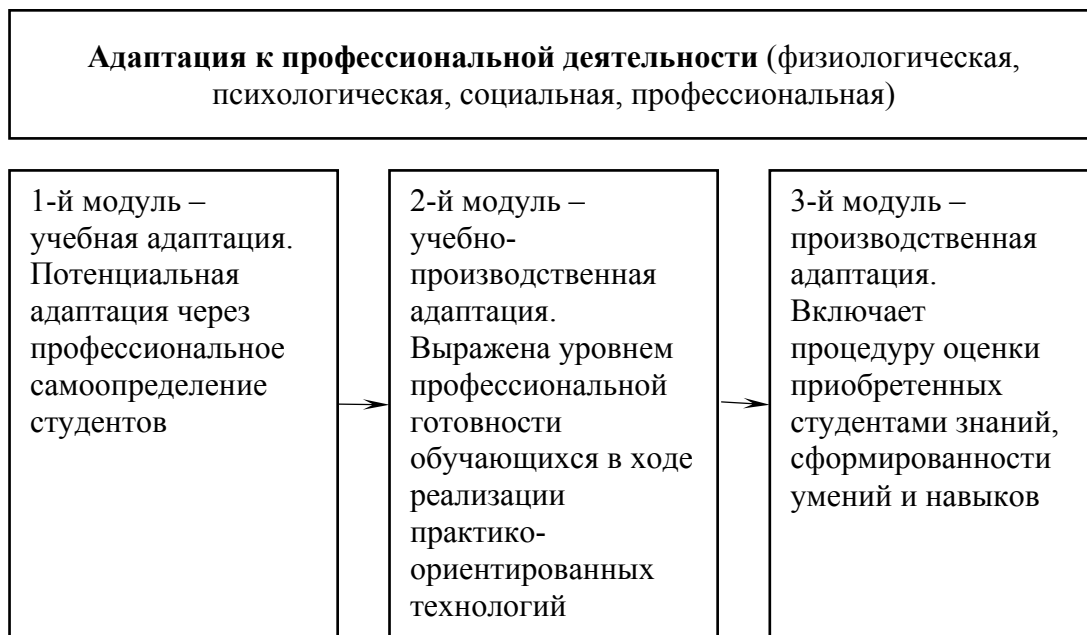 Адаптация к профессиональной деятельности (физиологическая,
психологическая, социальная, профессиональная)
1-й модуль –
учебная адаптация.
Потенциальная
адаптация через
профессиональное
самоопределение
студентов
2-й модуль –
учебно-
производственная
адаптация.
Выражена уровнем
профессиональной
готовности
обучающихся в ходе
реализации
практико-
ориентированных
технологий
3-й модуль –
производственная
адаптация.
Включает
процедуру оценки
приобретенных
студентами знаний,
сформированности
умений и навыков